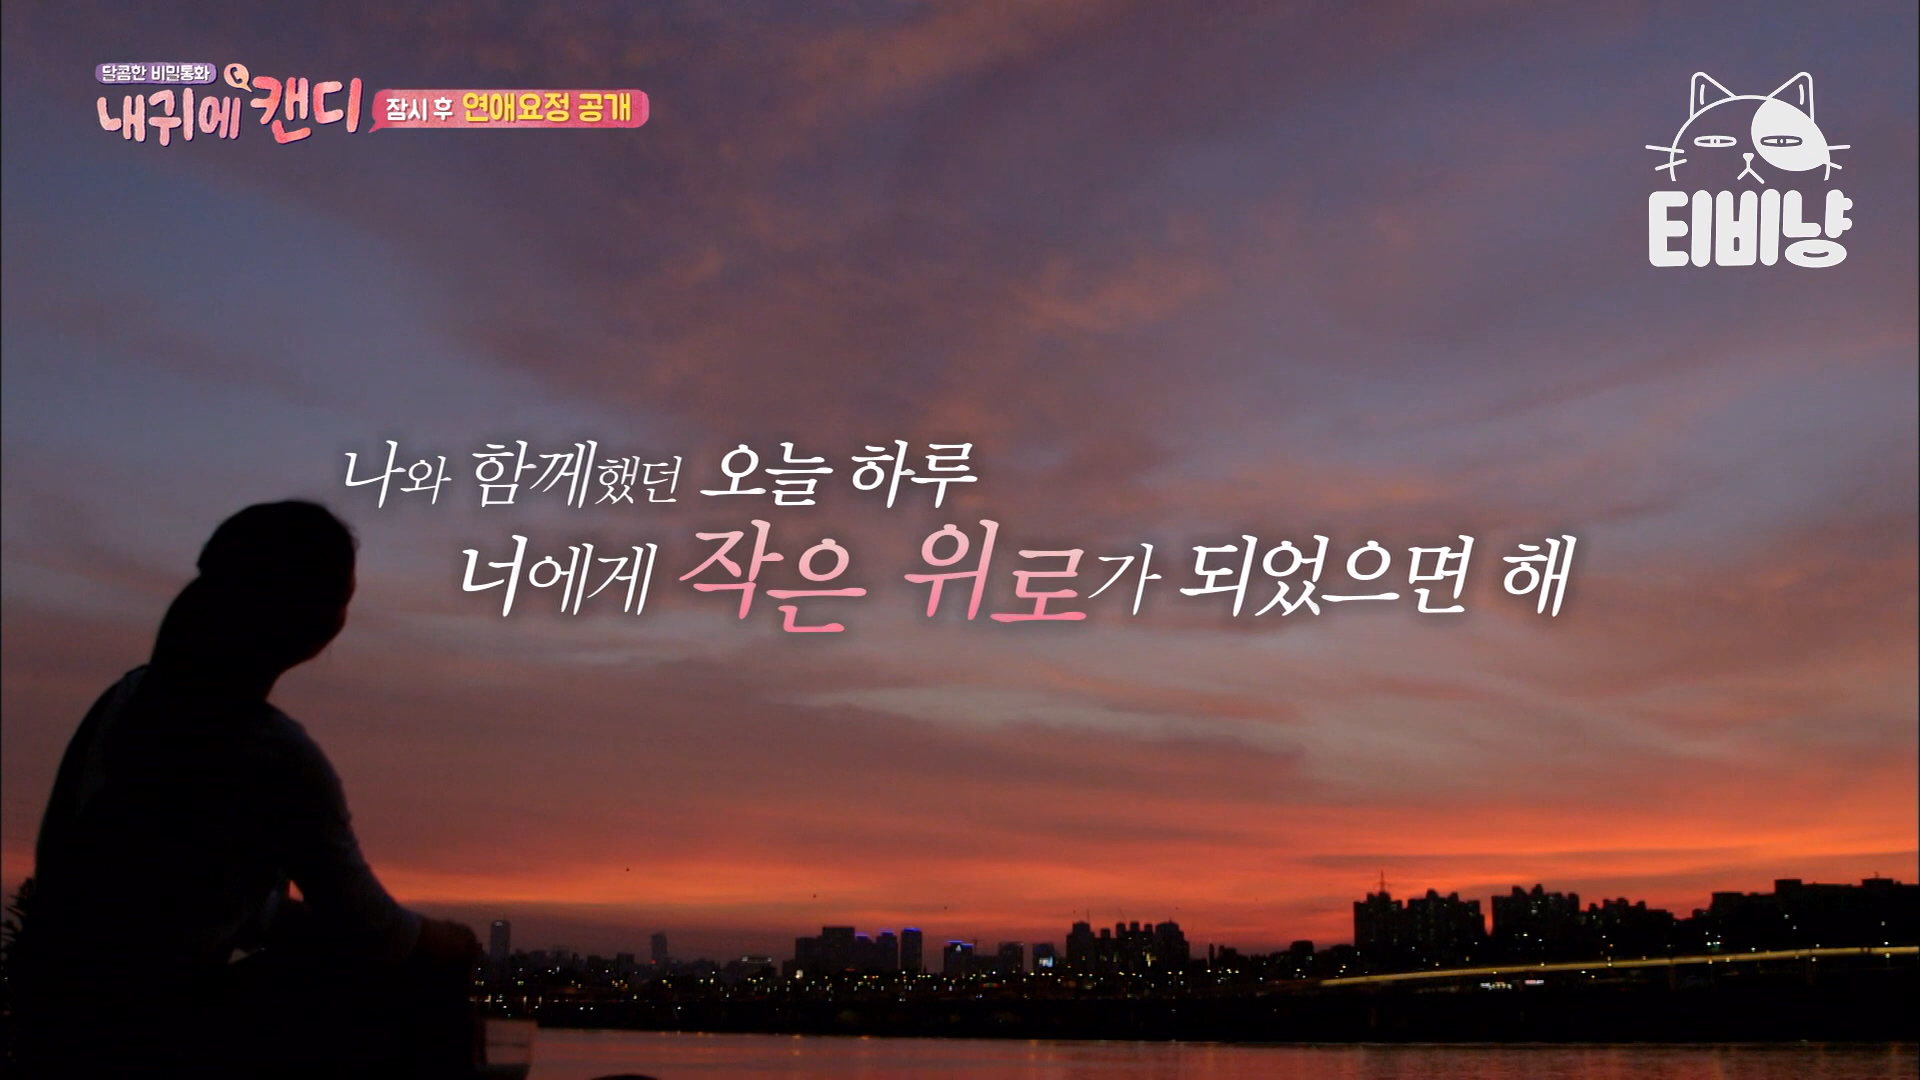 달콤한 비밀통화
내귀에 캔디
잠시 후 연애요정 공개
티비냥
나와 함께했던 오늘 하루
너에게 작은 위로가 되었으면 해